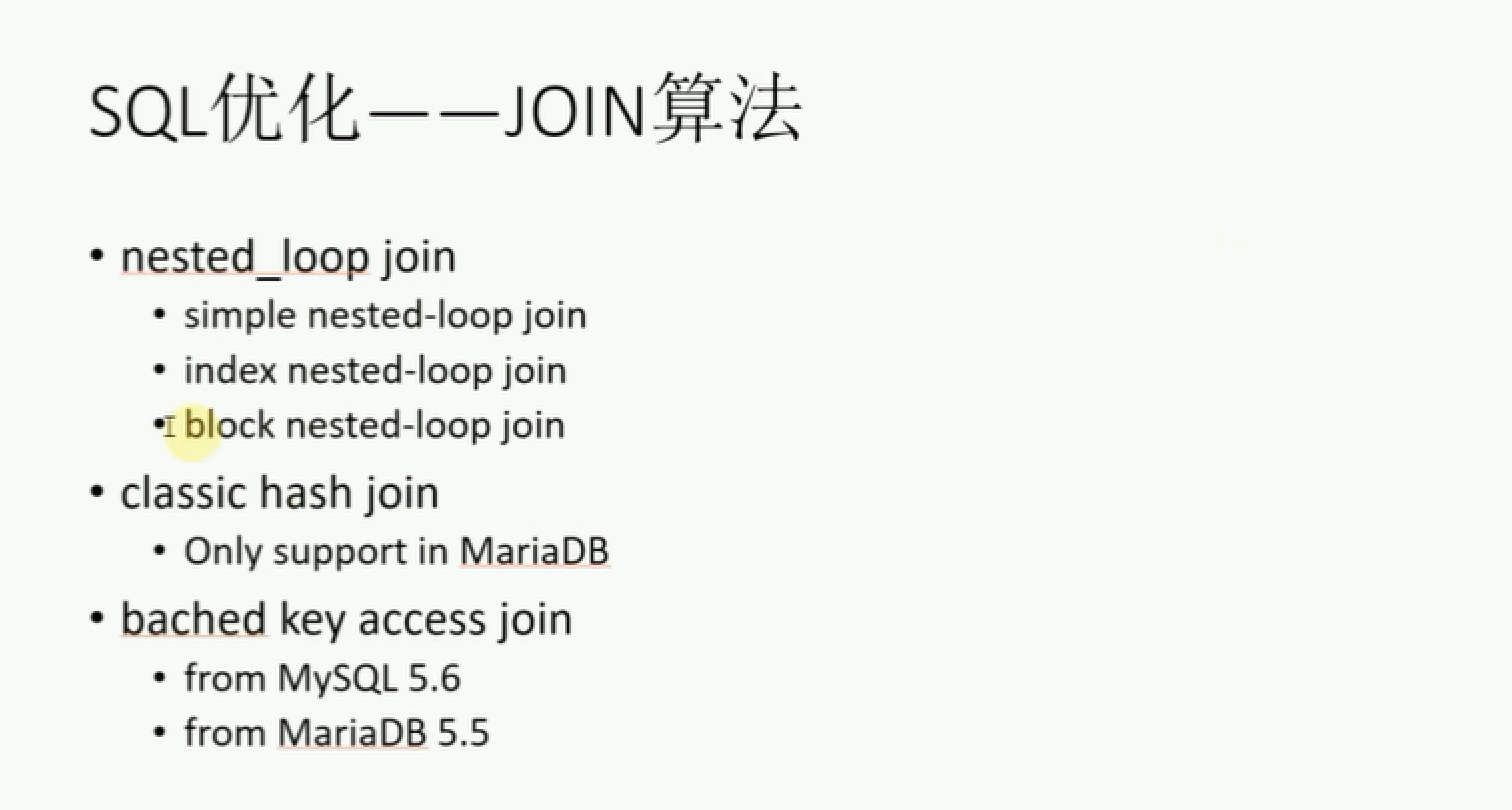 SQL优化——JOIN算法
• nested_loop join
• simple nested-loop join
• index nested-loop join
• block nested-loop join
• classic hash join
• Only support in MariaDB
• bached key access join
• from MySQL 5.6
• from MariaDB 5.5